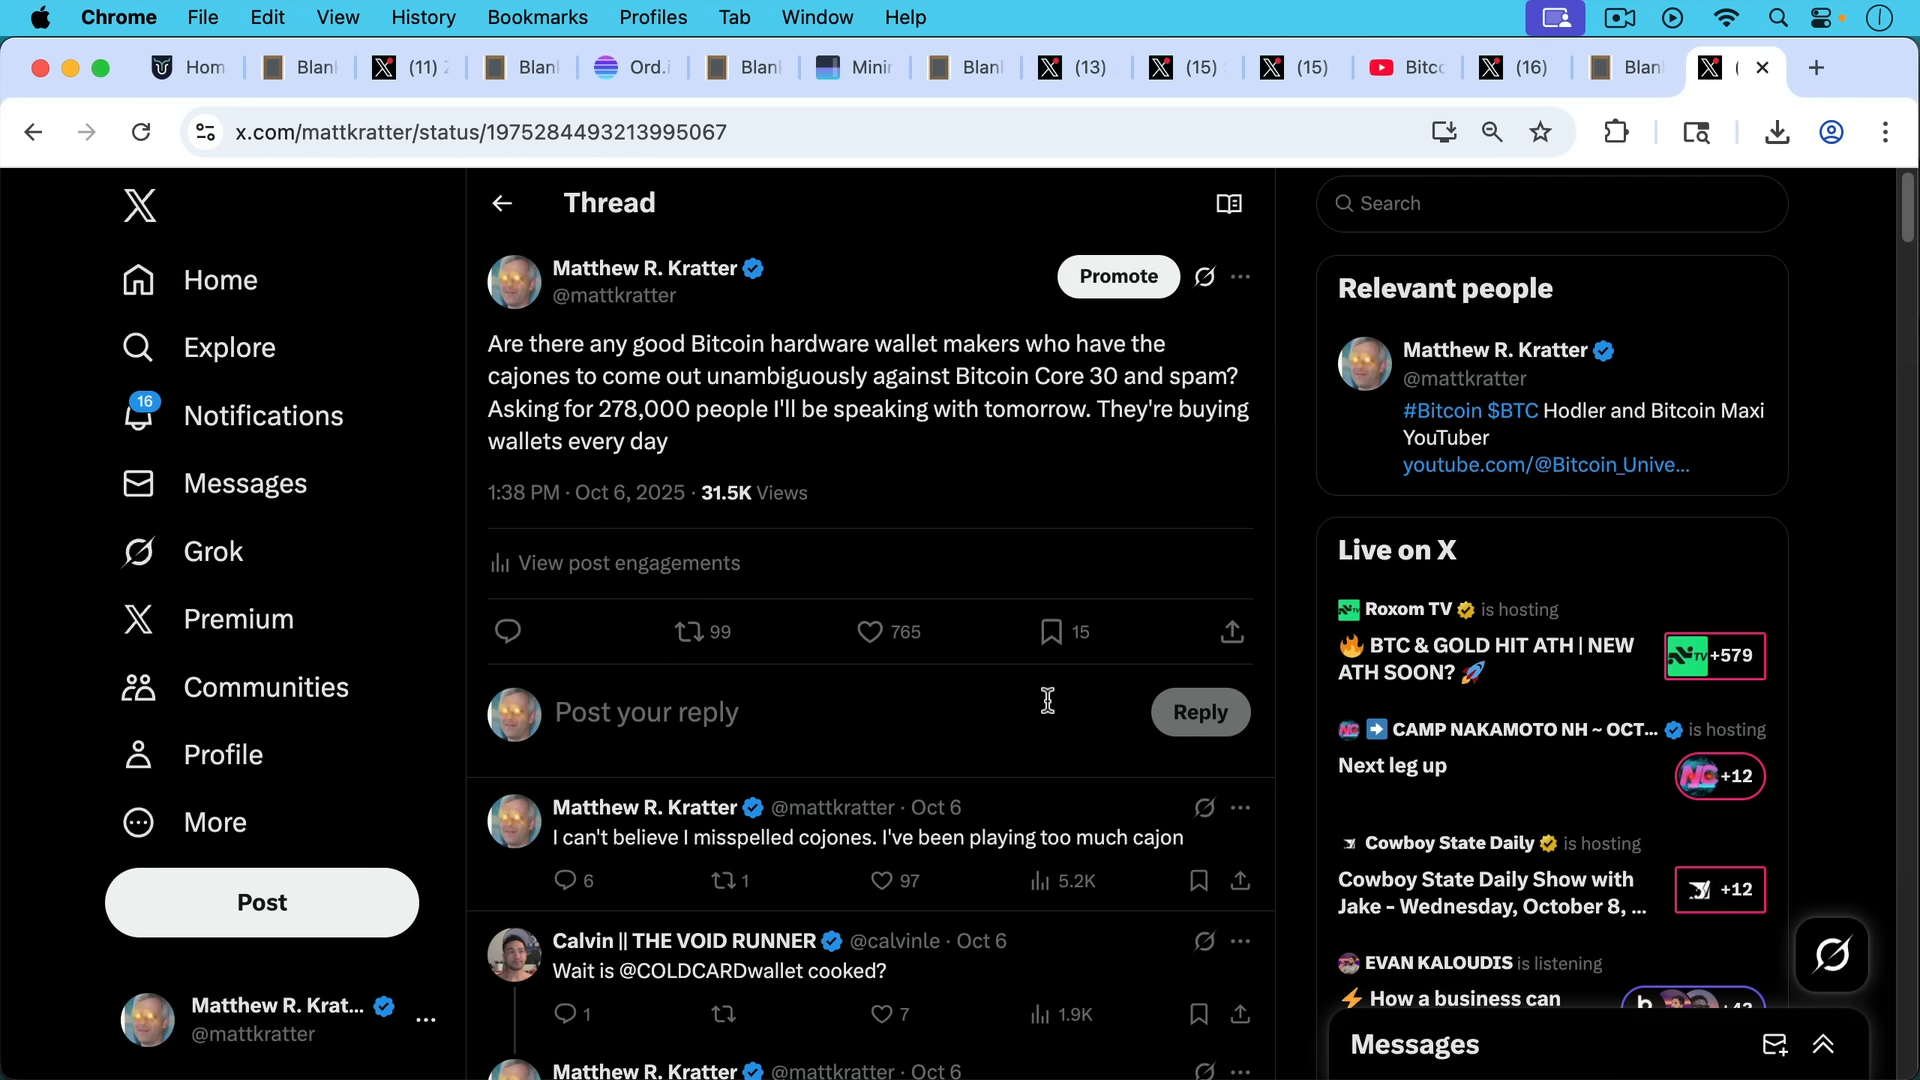 Chrome File Edit View History Bookmarks Profiles Tab Window Help
Hom Blan (11) Blan Ord.i Blan Minin Blan (13) (15) (15) Bitco (16) Blan
x.com/mattkratter/status/1975284493213995067
Home
Explore
16
Notifications
Messages
Grok
Premium
Communities
Profile
More
Post
Matthew R. Krat...
@mattkratter
Thread
Matthew R. Kratter
@mattkratter
Promote
Are there any good Bitcoin hardware wallet makers who have the
cajones to come out unambiguously against Bitcoin Core 30 and spam?
Asking for 278,000 people I'll be speaking with tomorrow. They're buying
wallets every day
1:38 PM · Oct 6, 2025 · 31.5K Views
View post engagements
99 765 15
Post your reply
Reply
Matthew R. Kratter @mattkratter · Oct 6
I can't believe I misspelled cojones. I've been playing too much cajon
6 1 97 5.2K
Calvin || THE VOID RUNNER @calvinle · Oct 6
Wait is @COLDCARDwallet cooked?
1 7 1.9K
Matthew R. Kratter @mattkratter · Oct 6
Search
Relevant people
Matthew R. Kratter
@mattkratter
#Bitcoin $BTC Hodler and Bitcoin Maxi
YouTuber
youtube.com/@Bitcoin_Unive...
Live on X
Roxom TV is hosting
🔥 BTC & GOLD HIT ATH | NEW
ATH SOON? 🚀
TV +579
➡️ CAMP NAKAMOTO NH ~ OCT... is hosting
Next leg up
NC +12
Cowboy State Daily is hosting
Cowboy State Daily Show with
Jake - Wednesday, October 8, ...
+12
EVAN KALOUDIS is listening
⚡ How a business can
Messages